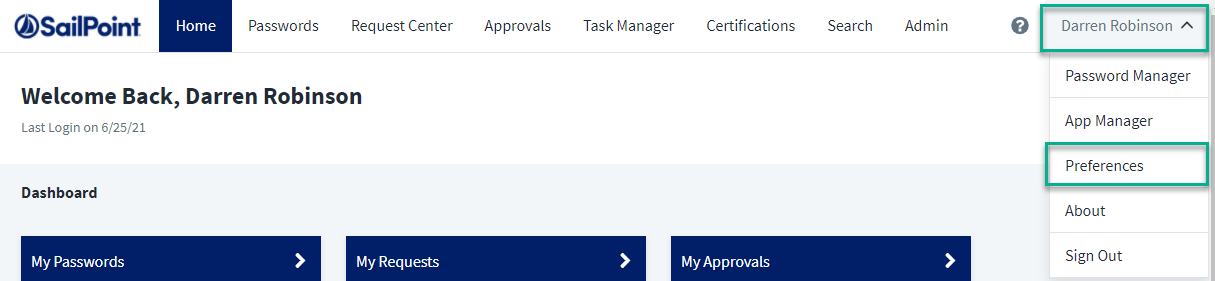 SailPoint Home Passwords Request Center Approvals Task Manager Certifications Search Admin ? Darren Robinson
Password Manager
App Manager
Preferences
About
Sign Out
Welcome Back, Darren Robinson
Last Login on 6/25/21
Dashboard
My Passwords My Requests My Approvals